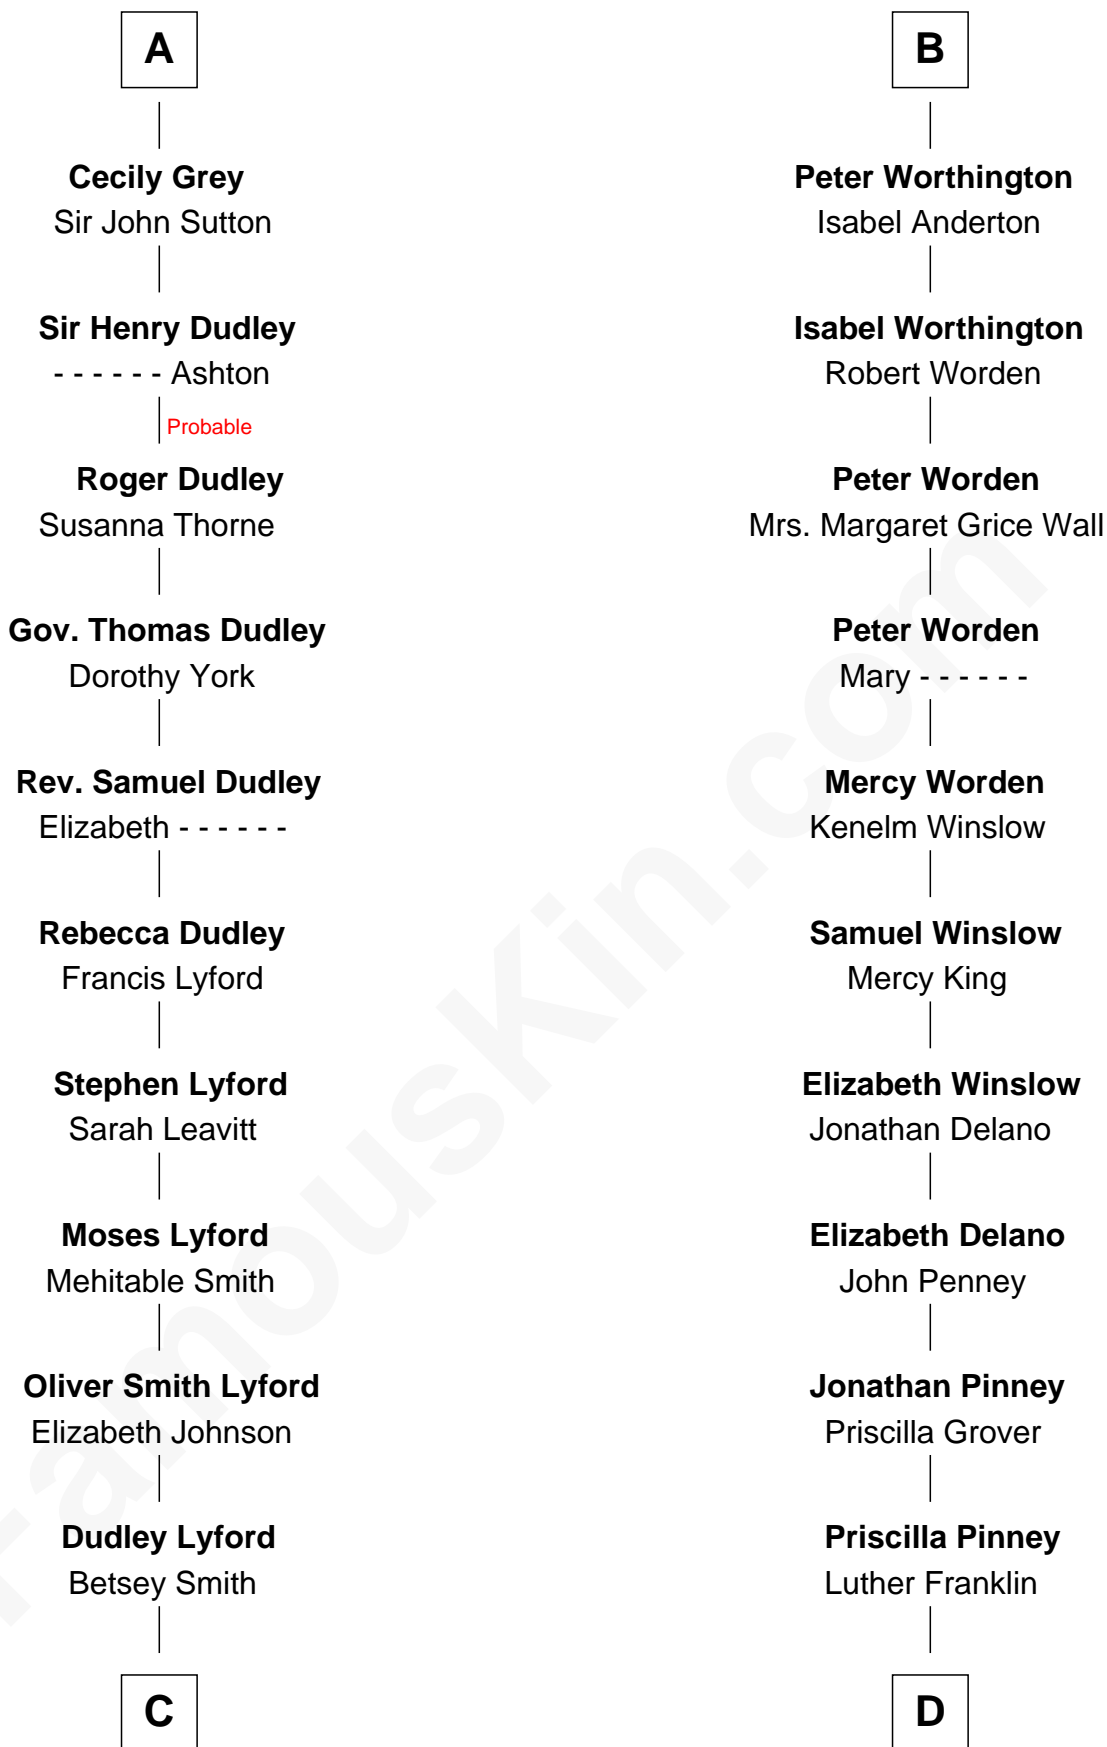 A
Cecily Grey
Sir John Sutton
Sir Henry Dudley
- - - - - - Ashton
Probable
Roger Dudley
Susanna Thorne
Gov. Thomas Dudley
Dorothy York
Rev. Samuel Dudley
Elizabeth - - - - - -
Rebecca Dudley
Francis Lyford
Stephen Lyford
Sarah Leavitt
Moses Lyford
Mehitable Smith
Oliver Smith Lyford
Elizabeth Johnson
Dudley Lyford
Betsey Smith
C
B
Peter Worthington
Isabel Anderton
Isabel Worthington
Robert Worden
Peter Worden
Mrs. Margaret Grice Wall
Peter Worden
Mary - - - - - -
Mercy Worden
Kenelm Winslow
Samuel Winslow
Mercy King
Elizabeth Winslow
Jonathan Delano
Elizabeth Delano
John Penney
Jonathan Pinney
Priscilla Grover
Priscilla Pinney
Luther Franklin
D
FamousKin.com